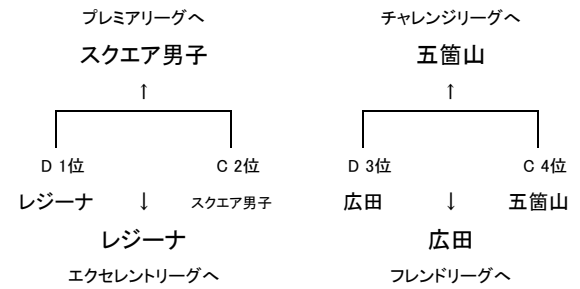 プレミアリーグへ チャレンジリーグへ
スクエア男子 五箇山
↑ ↑
D 1位 C 2位 D 3位 C 4位
レジーナ ↓ スクエア男子 広田 ↓ 五箇山
レジーナ 広田
エクセレントリーグへ フレンドリーグへ